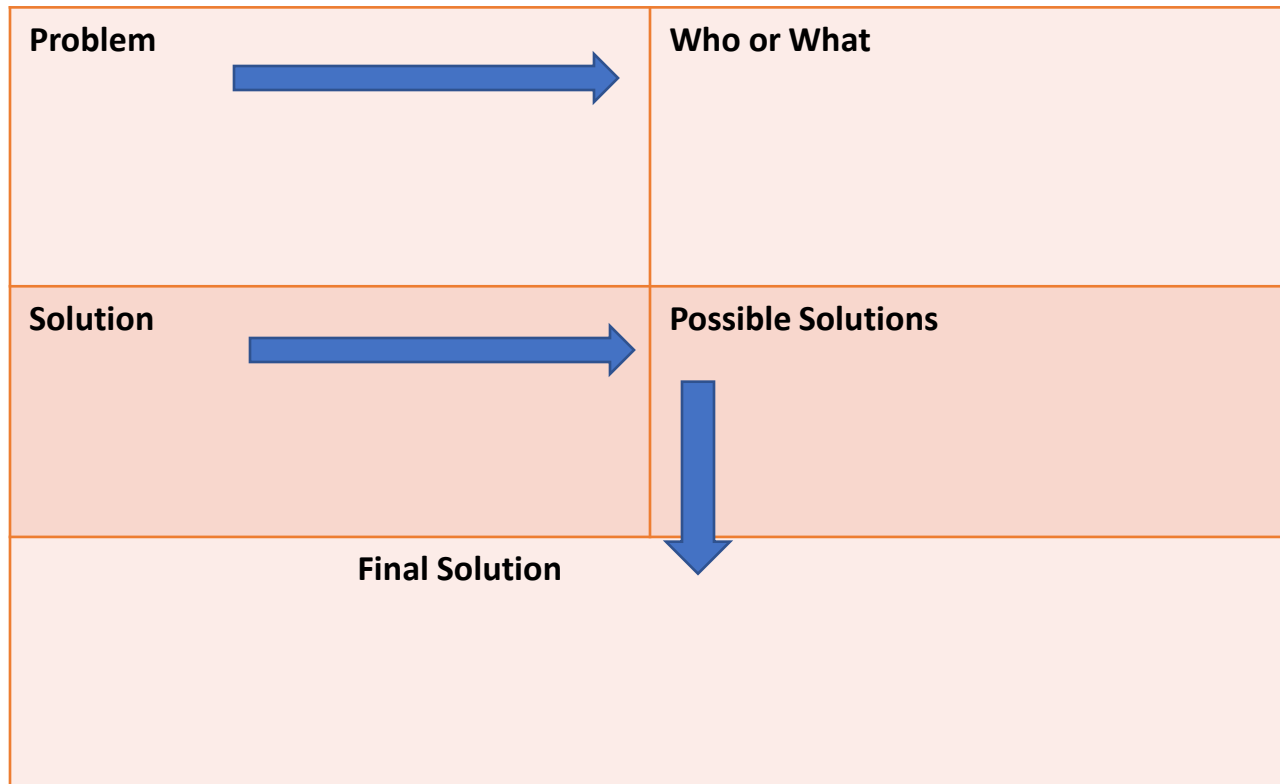 Problem
Who or What
Solution
Possible Solutions
Final Solution